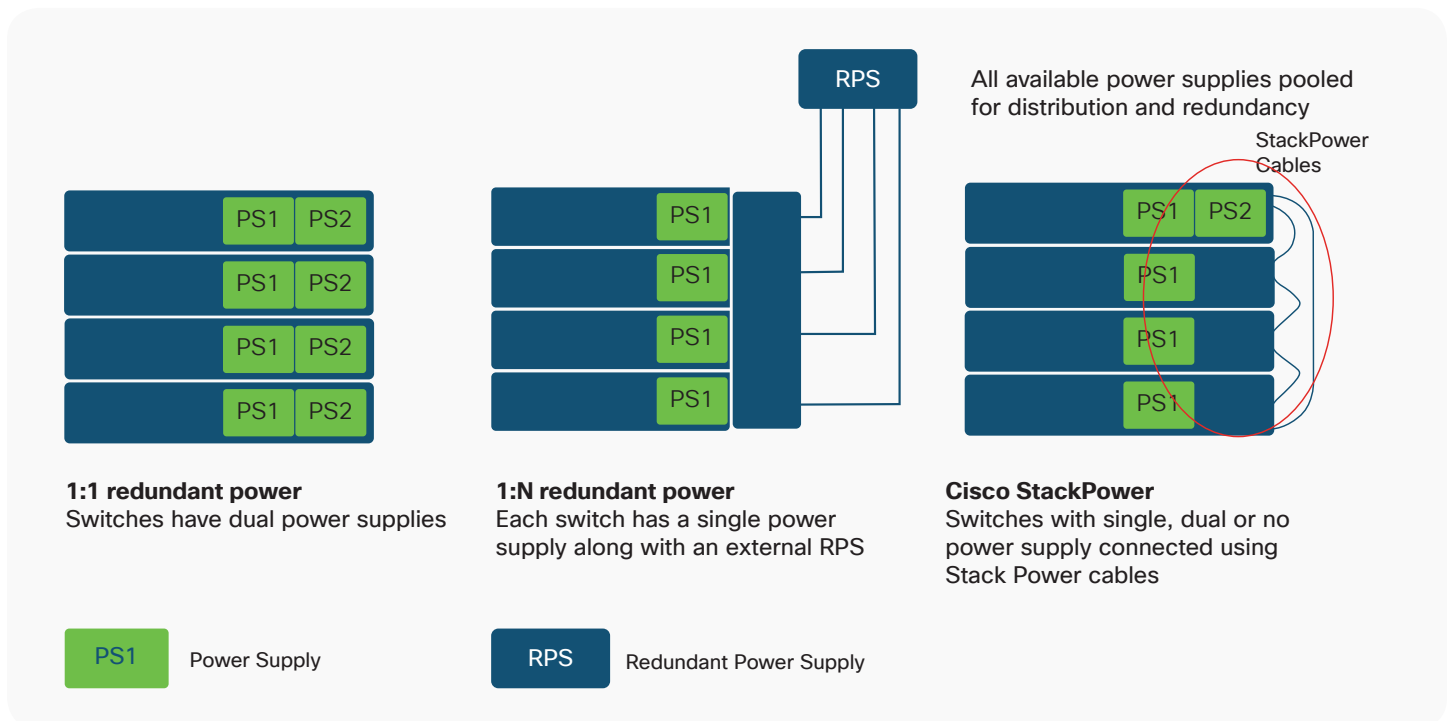 RPS
All available power supplies pooled
for distribution and redundancy
StackPower
Cables
PS1 PS2
PS1 PS2
PS1 PS2
PS1 PS2
PS1
PS1
PS1
PS1
PS1 PS2
PS1
PS1
PS1
1:1 redundant power
Switches have dual power supplies
1:N redundant power
Each switch has a single power
supply along with an external RPS
Cisco StackPower
Switches with single, dual or no
power supply connected using
Stack Power cables
PS1
Power Supply
RPS
Redundant Power Supply